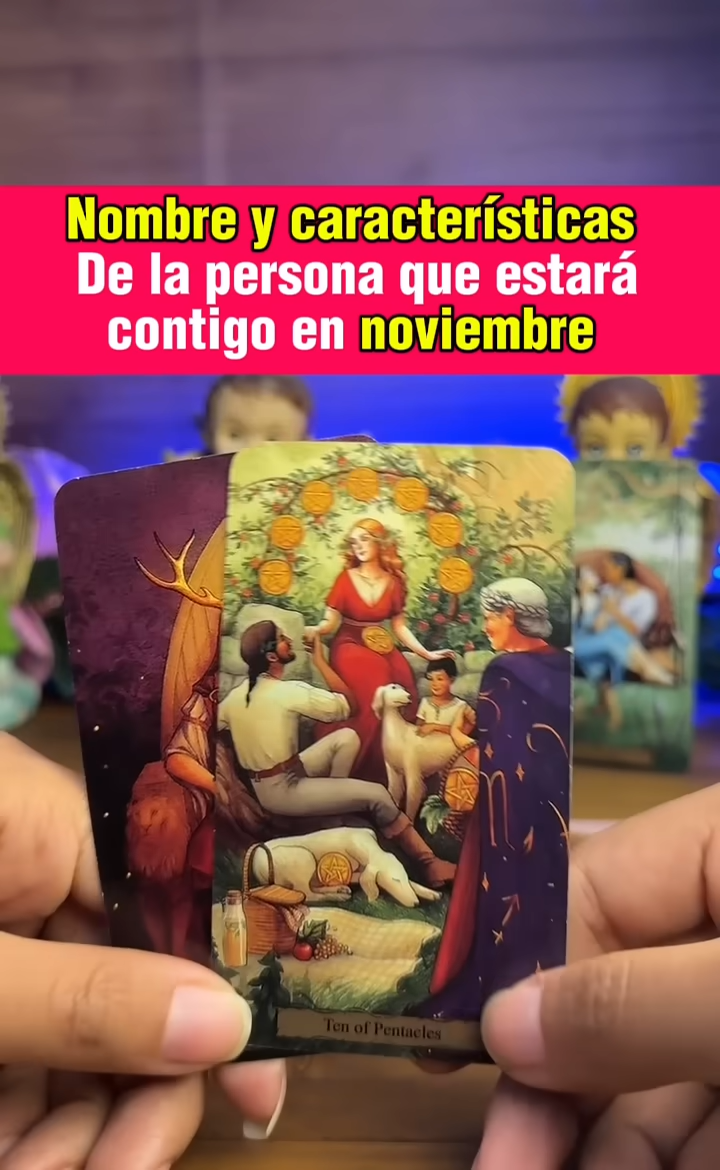 Nombre y características
De la persona que estará
contigo en noviembre
Ten of Pentacles